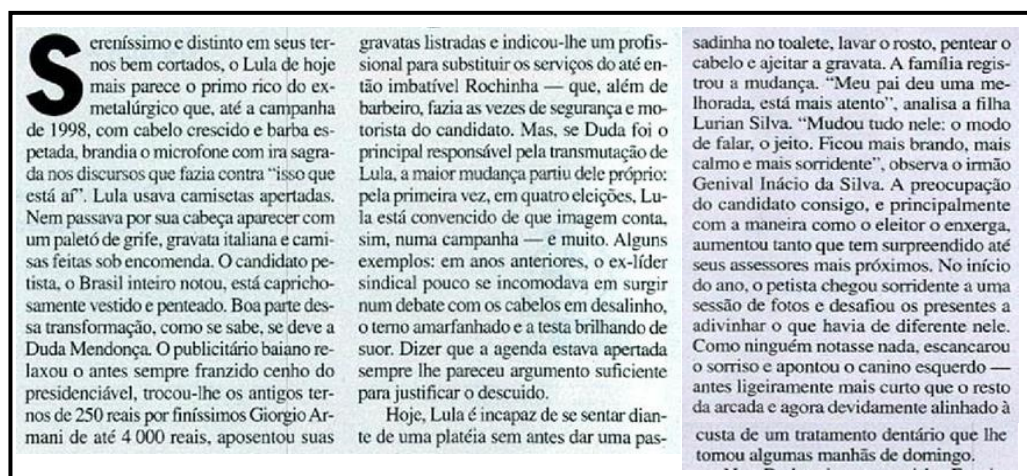 Sereníssimo e distinto em seus ter-
nos bem cortados, o Lula de hoje
mais parece o primo rico do ex-
metalúrgico que, até a campanha
de 1998, com cabelo crescido e barba es-
petada, brandia o microfone com ira sagra-
da nos discursos que fazia contra “isso que
está aí”. Lula usava camisetas apertadas.
Nem passava por sua cabeça aparecer com
um paletó de grife, gravata italiana e cami-
sas feitas sob encomenda. O candidato pe-
tista, o Brasil inteiro notou, está capricho-
samente vestido e penteado. Boa parte des-
sa transformação, como se sabe, se deve a
Duda Mendonça. O publicitário baiano re-
laxou o antes sempre franzido cenho do
presidenciável, trocou-lhe os antigos ter-
nos de 250 reais por finíssimos Giorgio Ar-
mani de até 4 000 reais, aposentou suas
gravatas listradas e indicou-lhe um profis-
sional para substituir os serviços do até en-
tão imbatível Rochinha — que, além de
barbeiro, fazia as vezes de segurança e mo-
torista do candidato. Mas, se Duda foi o
principal responsável pela transmutação de
Lula, a maior mudança partiu dele próprio:
pela primeira vez, em quatro eleições, Lu-
la está convencido de que imagem conta,
sim, numa campanha — e muito. Alguns
exemplos: em anos anteriores, o ex-líder
sindical pouco se incomodava em surgir
num debate com os cabelos em desalinho,
o terno amarfanhado e a testa brilhando de
suor. Dizer que a agenda estava apertada
sempre lhe pareceu argumento suficiente
para justificar o descuido.
Hoje, Lula é incapaz de se sentar dian-
te de uma platéia sem antes dar uma pas-
sadinha no toalete, lavar o rosto, pentear o
cabelo e ajeitar a gravata. A família regis-
trou a mudança. “Meu pai deu uma me-
lhorada, está mais atento”, analisa a filha
Lurian Silva. “Mudou tudo nele: o modo
de falar, o jeito. Ficou mais brando, mais
calmo e mais sorridente”, observa o irmão
Genival Inácio da Silva. A preocupação
do candidato consigo, e principalmente
com a maneira como o eleitor o enxerga,
aumentou tanto que tem surpreendido até
seus assessores mais próximos. No início
do ano, o petista chegou sorridente a uma
sessão de fotos e desafiou os presentes a
adivinhar o que havia de diferente nele.
Como ninguém notasse nada, escancarou
o sorriso e apontou o canino esquerdo —
antes ligeiramente mais curto que o resto
da arcada e agora devidamente alinhado à
custa de um tratamento dentário que lhe
tomou algumas manhãs de domingo.